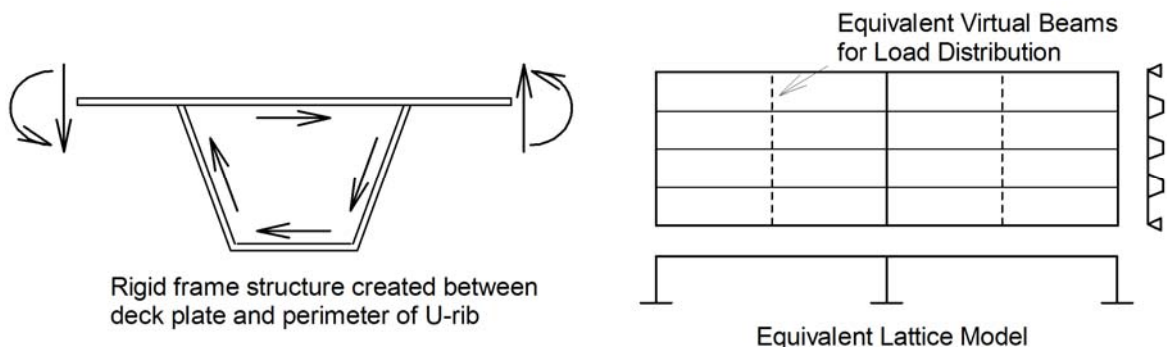 Equivalent Virtual Beams
for Load Distribution
Rigid frame structure created between
deck plate and perimeter of U-rib
Equivalent Lattice Model